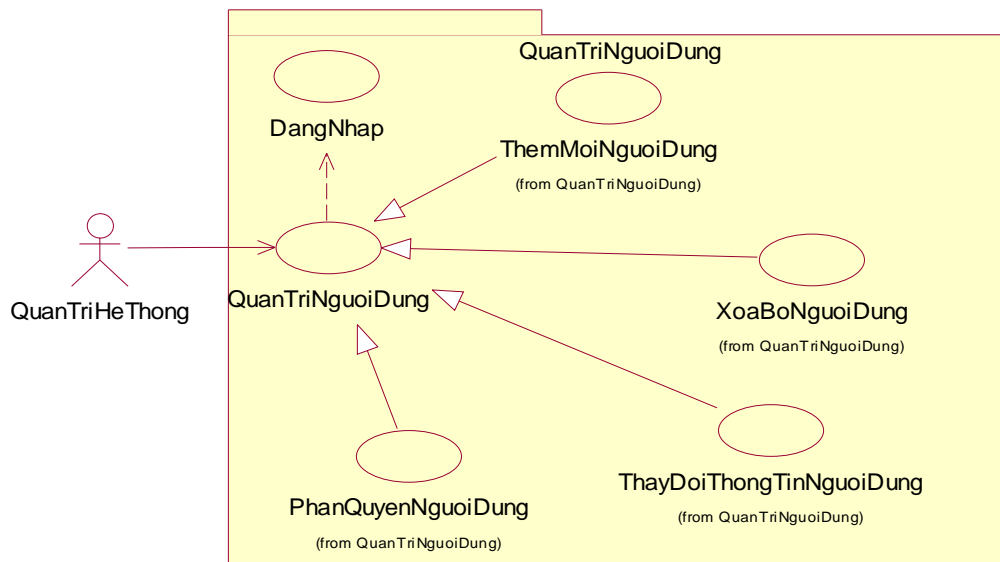 QuanTriNguoiDung
DangNhap
ThemMoiNguoiDung
(from QuanTriNguoiDung)
QuanTriHeThong
QuanTriNguoiDung
XoaBoNguoiDung
(from QuanTriNguoiDung)
ThayDoiThongTinNguoiDung
(from QuanTriNguoiDung)
PhanQuyenNguoiDung
(from QuanTriNguoiDung)